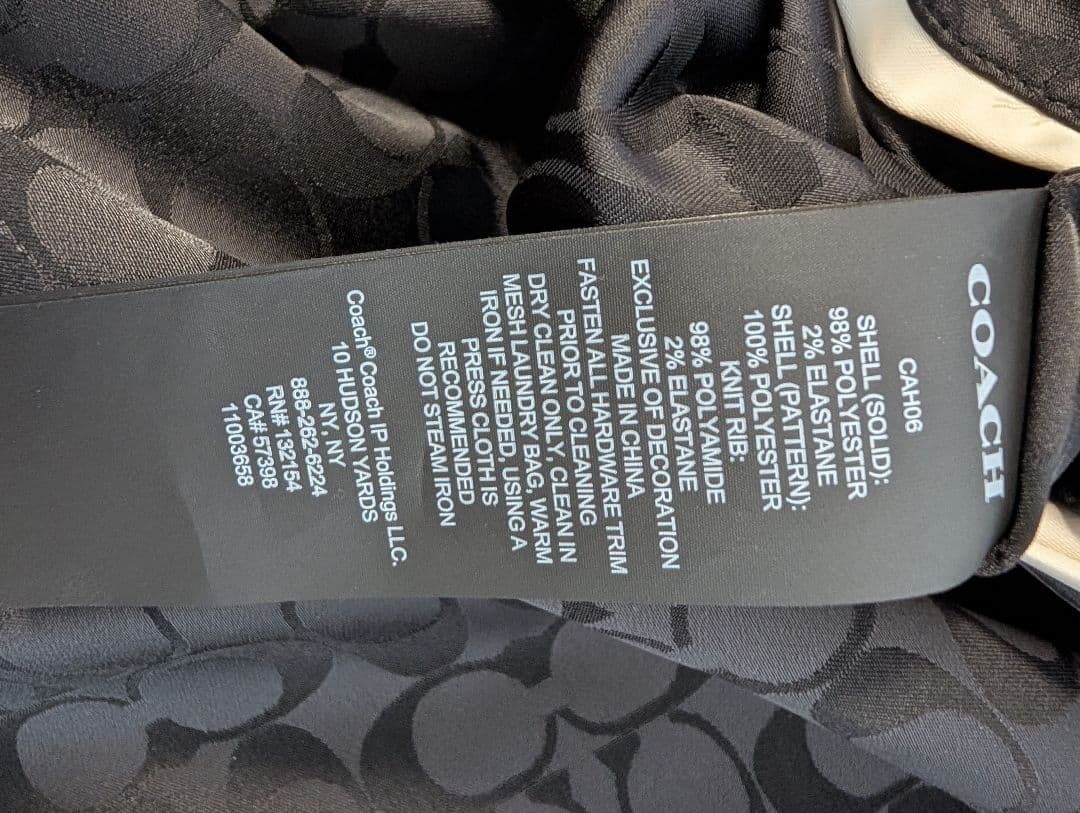 COACH
CAH06
SHELL (SOLID):
98% POLYESTER
2% ELASTANE
SHELL (PATTERN):
100% POLYESTER
KNIT RIB:
98% POLYAMIDE
2% ELASTANE
EXCLUSIVE OF DECORATION
MADE IN CHINA
FASTEN ALL HARDWARE TRIM
PRIOR TO CLEANING
DRY CLEAN ONLY, CLEAN IN
MESH LAUNDRY BAG, WARM
IRON IF NEEDED, USING A
PRESS CLOTH IS
RECOMMENDED
DO NOT STEAM IRON
Coach® Coach IP Holdings LLC.
10 HUDSON YARDS
NY, NY
888-262-6224
RN# 132154
CA# 57398
11003658